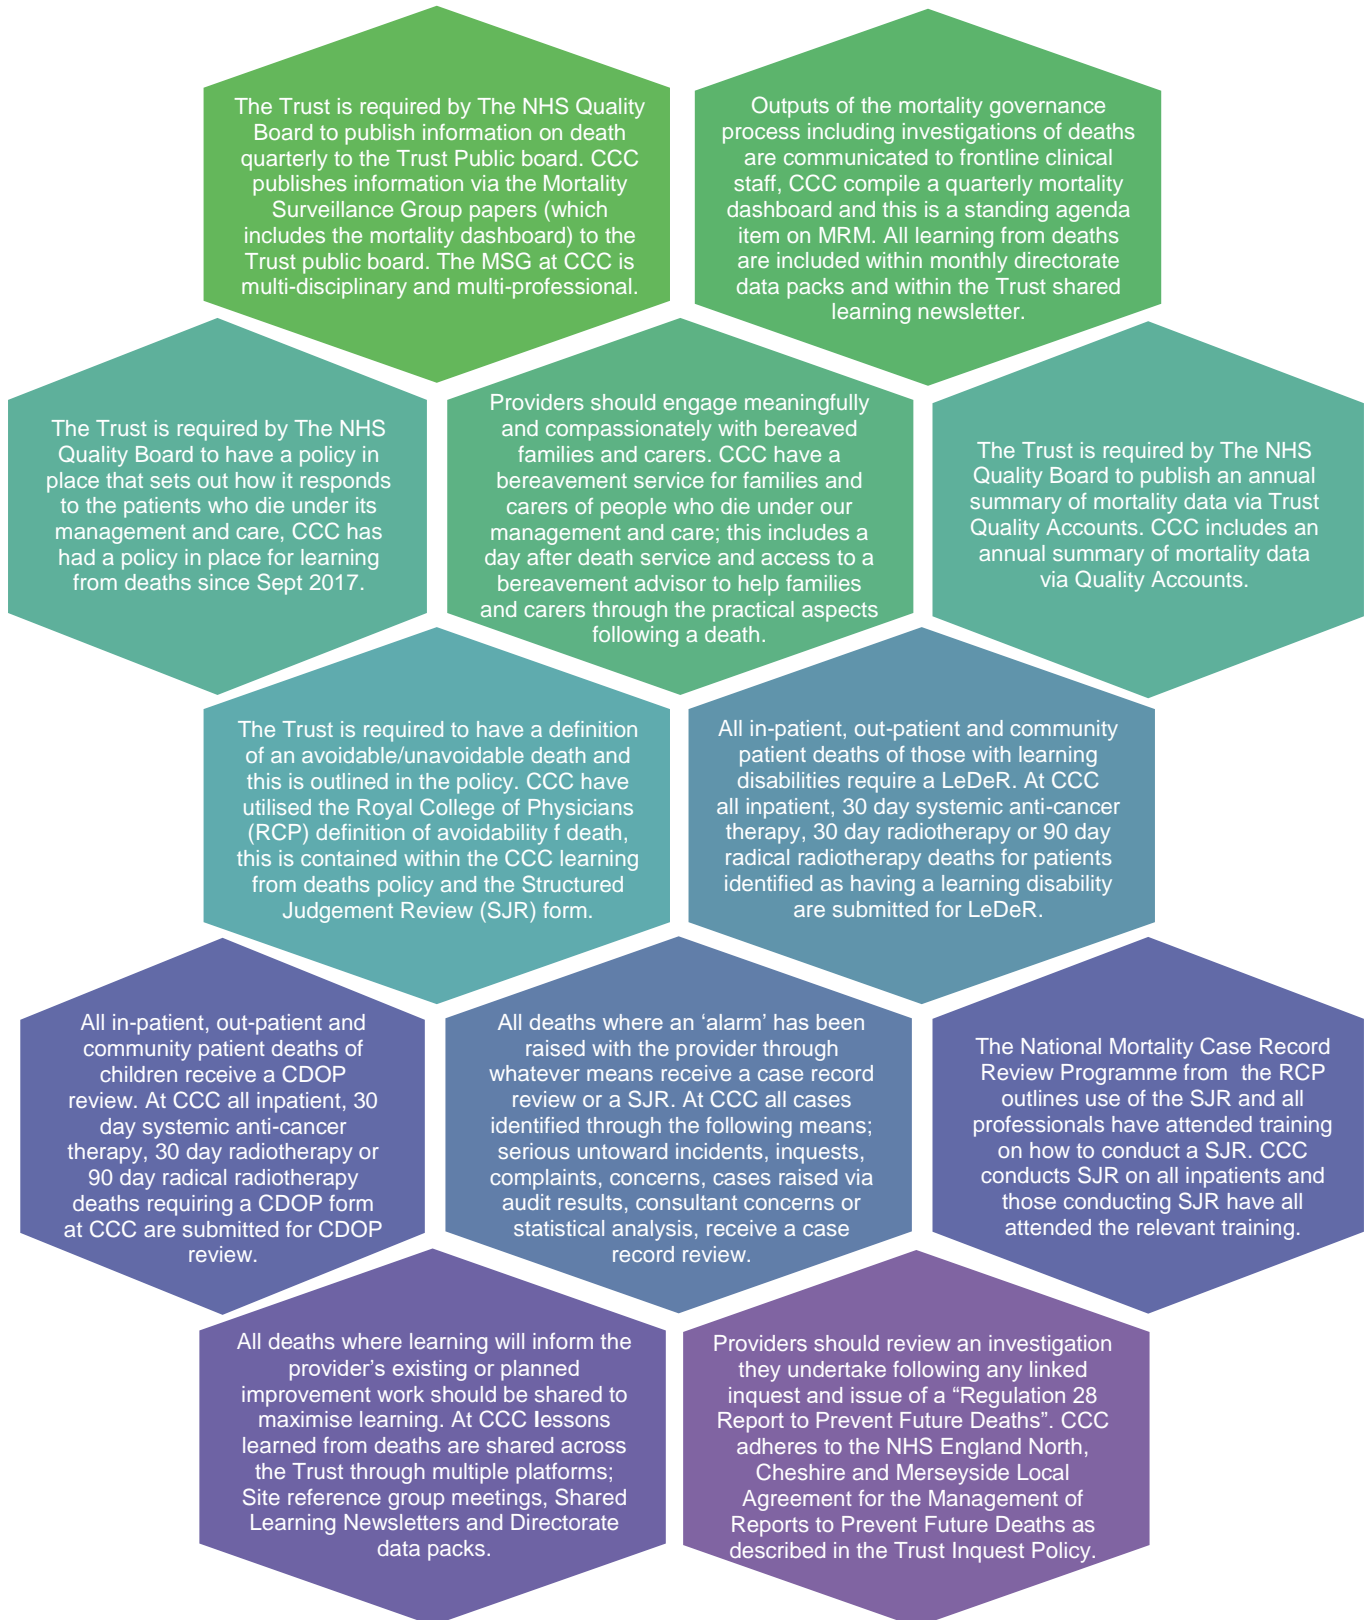 The Trust is required by The NHS Quality
Board to publish information on death
quarterly to the Trust Public board. CCC
publishes information via the Mortality
Surveillance Group papers (which
includes the mortality dashboard) to the
Trust public board. The MSG at CCC is
multi-disciplinary and multi-professional.
Outputs of the mortality governance
process including investigations of deaths
are communicated to frontline clinical
staff, CCC compile a quarterly mortality
dashboard and this is a standing agenda
item on MRM. All learning from deaths
are included within monthly directorate
data packs and within the Trust shared
learning newsletter.
The Trust is required by The NHS
Quality Board to have a policy in
place that sets out how it responds
to the patients who die under its
management and care, CCC has
had a policy in place for learning
from deaths since Sept 2017.
Providers should engage meaningfully
and compassionately with bereaved
families and carers. CCC have a
bereavement service for families and
carers of people who die under our
management and care; this includes a
day after death service and access to a
bereavement advisor to help families
and carers through the practical aspects
following a death.
The Trust is required by The NHS
Quality Board to publish an annual
summary of mortality data via Trust
Quality Accounts. CCC includes an
annual summary of mortality data
via Quality Accounts.
The Trust is required to have a definition
of an avoidable/unavoidable death and
this is outlined in the policy. CCC have
utilised the Royal College of Physicians
(RCP) definition of avoidability f death,
this is contained within the CCC learning
from deaths policy and the Structured
Judgement Review (SJR) form.
All in-patient, out-patient and community
patient deaths of those with learning
disabilities require a LeDeR. At CCC
all inpatient, 30 day systemic anti-cancer
therapy, 30 day radiotherapy or 90 day
radical radiotherapy deaths for patients
identified as having a learning disability
are submitted for LeDeR.
All in-patient, out-patient and
community patient deaths of
children receive a CDOP
review. At CCC all inpatient, 30
day systemic anti-cancer
therapy, 30 day radiotherapy or
90 day radical radiotherapy
deaths requiring a CDOP form
at CCC are submitted for CDOP
review.
All deaths where an ‘alarm’ has been
raised with the provider through
whatever means receive a case record
review or a SJR. At CCC all cases
identified through the following means;
serious untoward incidents, inquests,
complaints, concerns, cases raised via
audit results, consultant concerns or
statistical analysis, receive a case
record review.
The National Mortality Case Record
Review Programme from the RCP
outlines use of the SJR and all
professionals have attended training
on how to conduct a SJR. CCC
conducts SJR on all inpatients and
those conducting SJR have all
attended the relevant training.
All deaths where learning will inform the
provider’s existing or planned
improvement work should be shared to
maximise learning. At CCC lessons
learned from deaths are shared across
the Trust through multiple platforms;
Site reference group meetings, Shared
Learning Newsletters and Directorate
data packs.
Providers should review an investigation
they undertake following any linked
inquest and issue of a “Regulation 28
Report to Prevent Future Deaths”. CCC
adheres to the NHS England North,
Cheshire and Merseyside Local
Agreement for the Management of
Reports to Prevent Future Deaths as
described in the Trust Inquest Policy.